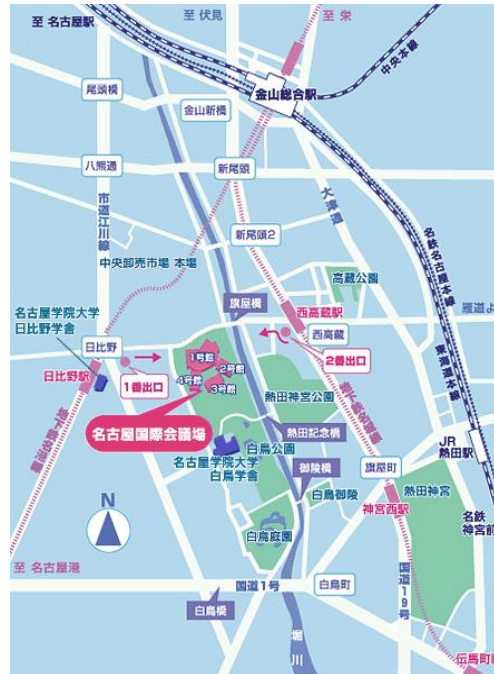 至 名古屋駅
至 伏見
至 栄
中央本線
金山総合駅
尾頭橋
金山新橋
八熊通
新尾頭
大津通
市道江川線
名鉄名古屋本線
新尾頭2
中央卸売市場 本場
高蔵公園
東海道本線
雁道よ
旗屋橋
西高蔵駅
名古屋学院大学
日比野学舎
日比野
西高蔵
1号館
2号館
3号館
4号館
日比野駅
1番出口
2番出口
熱田神宮公園
名古屋国際会議場
白鳥公園
熱田記念橋
名古屋学院大学
白鳥学舎
御陵橋
旗屋町
JR
熱田駅
N
白鳥御陵
神宮西駅
熱田神宮
名鉄
神宮前
白鳥庭園
至 名古屋港
国道1号
白鳥町
白鳥橋
国道19号
堀川
伝馬町